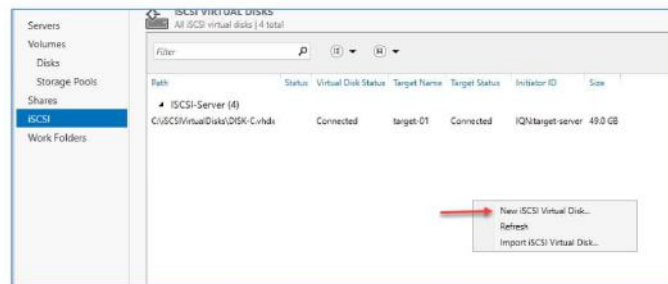 ISCSI VIRTUAL DISKS
All iSCSI virtual disks | 4 total
Servers
Volumes
Disks
Storage Pools
Shares
iSCSI
Work Folders
Filter
Path Status Virtual Disk Status Target Name Target Status Initiator ID Size
ISCSI-Server (4)
C:\iSCSIVirtualDisks\DISK-C.vhdx Connected target-01 Connected IQN:target-server 49.0 GB
New iSCSI Virtual Disk...
Refresh
Import iSCSI Virtual Disk...